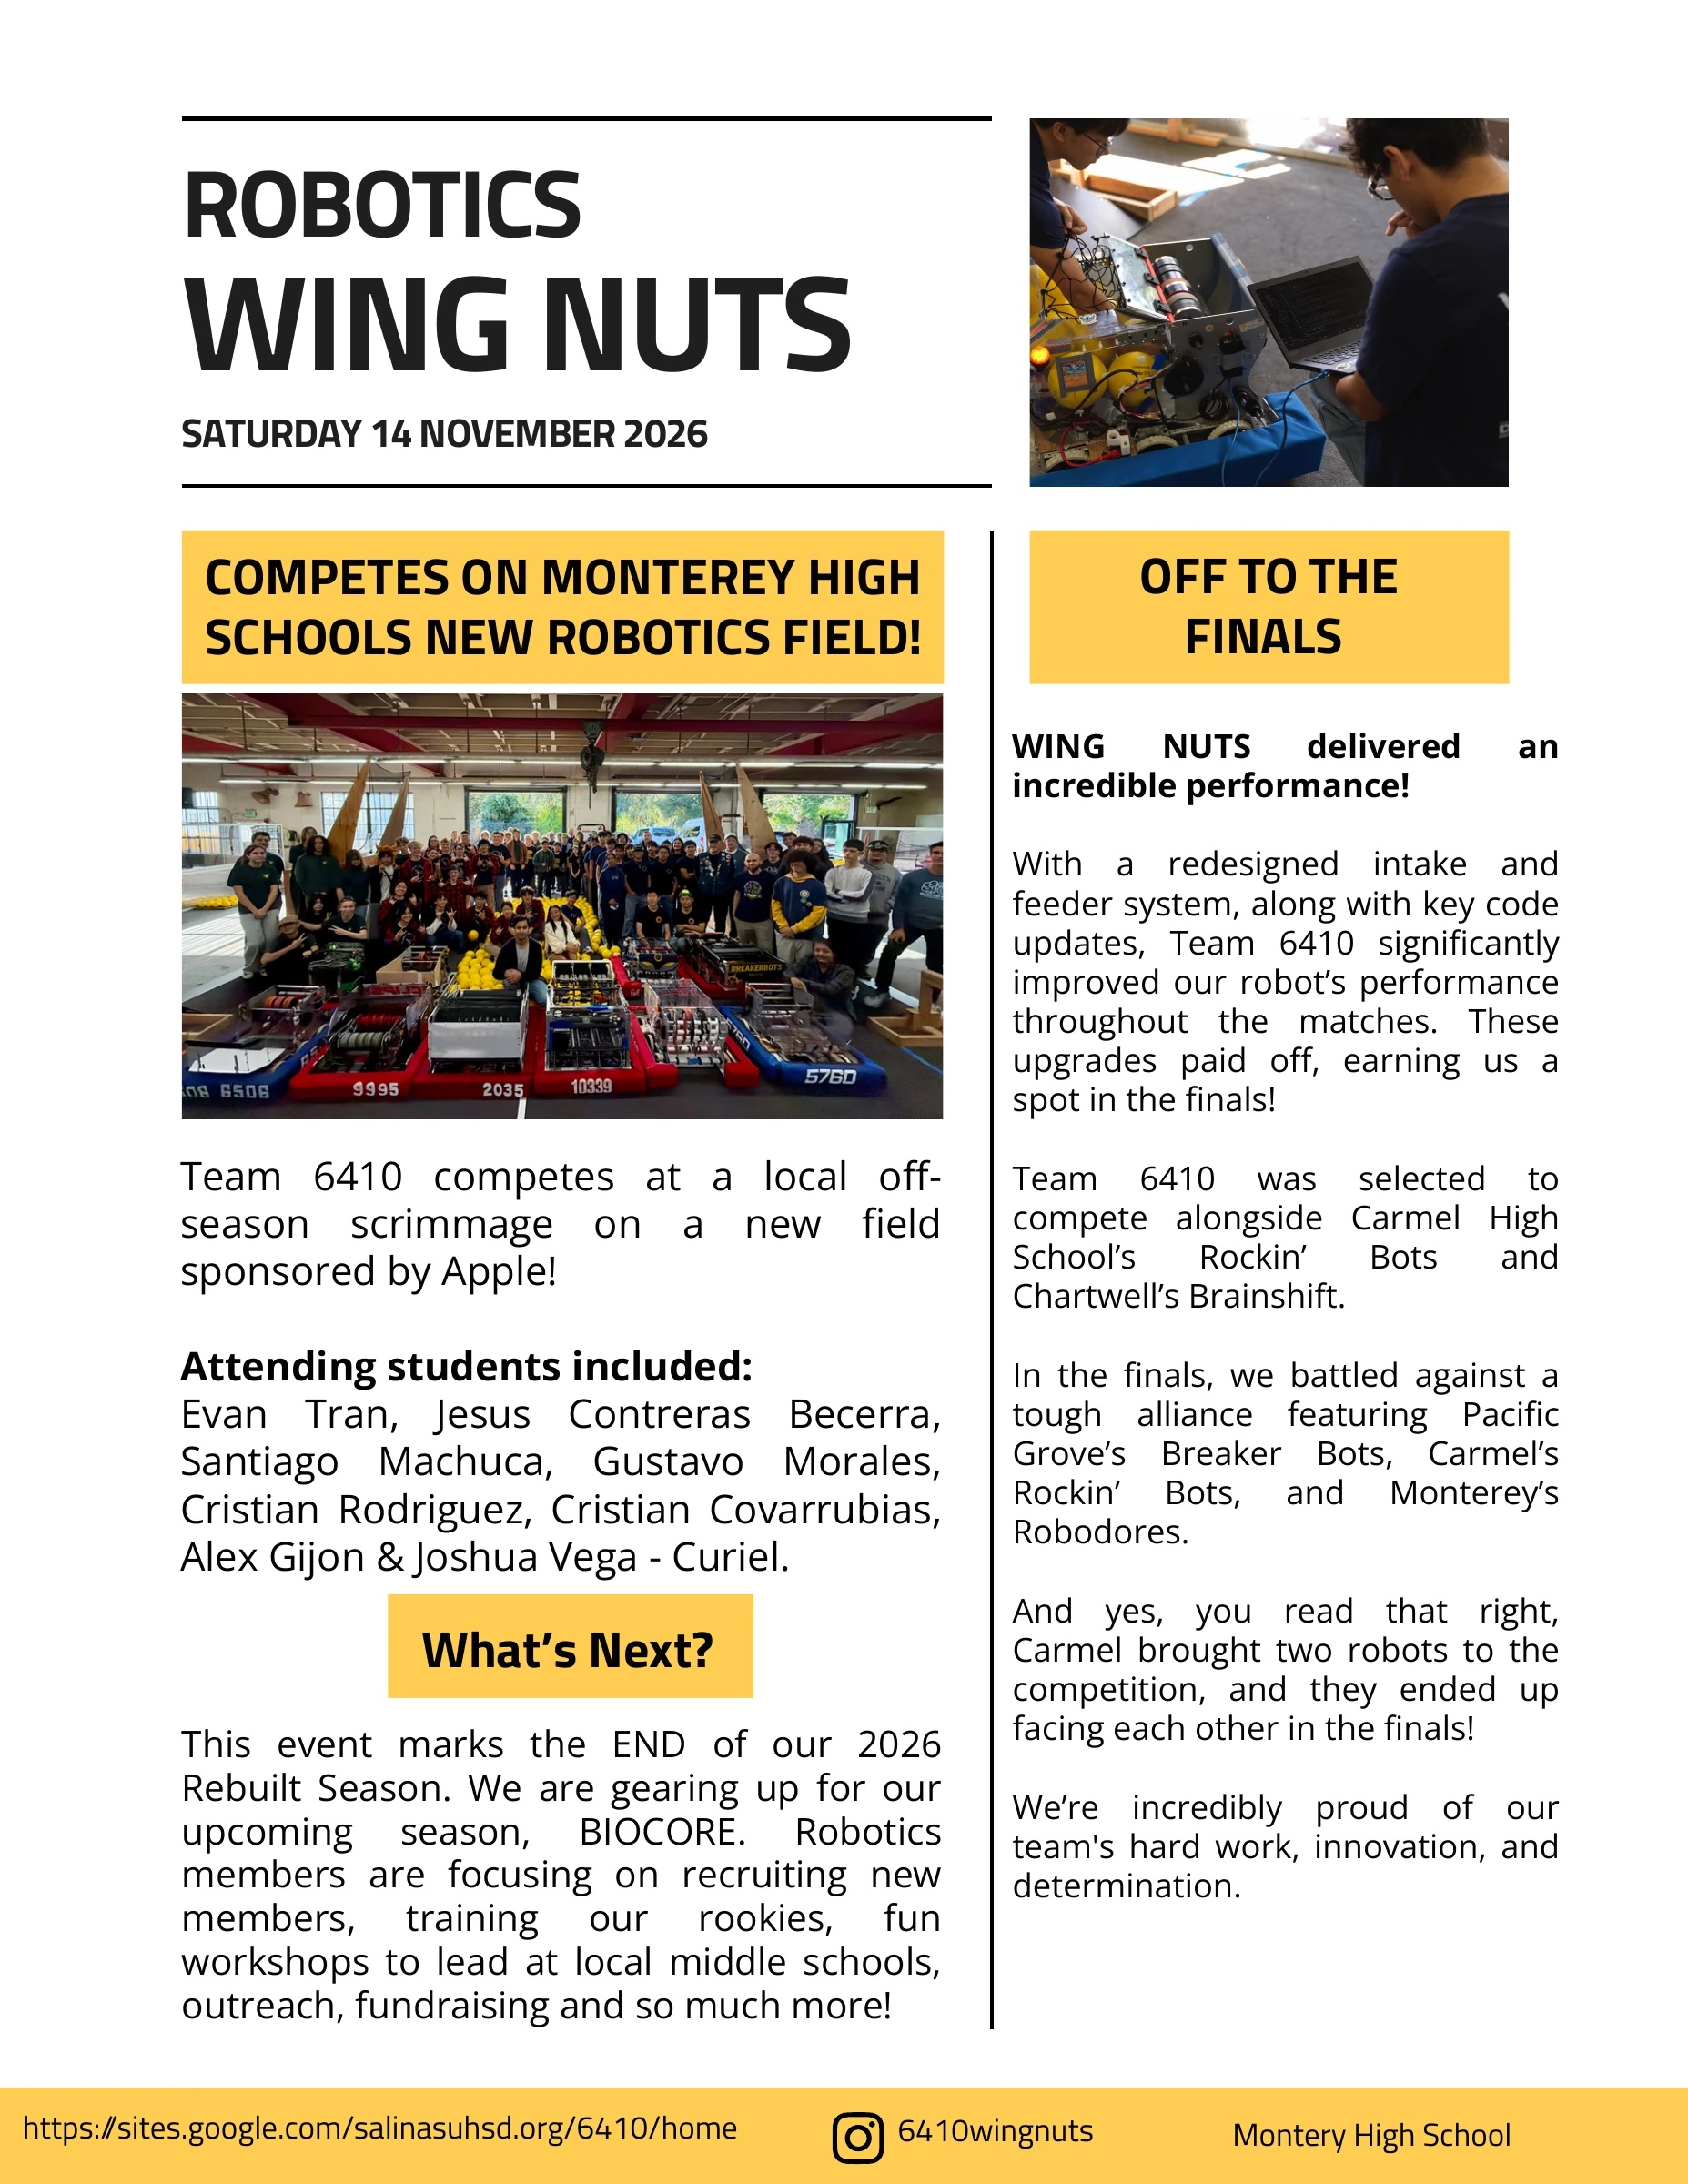 ROBOTICS
WING NUTS
SATURDAY 14 NOVEMBER 2026
COMPETES ON MONTEREY HIGH
SCHOOLS NEW ROBOTICS FIELD!
BREAKERBOTS
6506
9995
2035
10339
5760
Team 6410 competes at a local off-
season scrimmage on a new field
sponsored by Apple!
Attending students included:
Evan Tran, Jesus Contreras Becerra,
Santiago Machuca, Gustavo Morales,
Cristian Rodriguez, Cristian Covarrubias,
Alex Gijon & Joshua Vega - Curiel.
What’s Next?
This event marks the END of our 2026
Rebuilt Season. We are gearing up for our
upcoming season, BIOCORE. Robotics
members are focusing on recruiting new
members, training our rookies, fun
workshops to lead at local middle schools,
outreach, fundraising and so much more!
OFF TO THE
FINALS
WING NUTS delivered an
incredible performance!
With a redesigned intake and
feeder system, along with key code
updates, Team 6410 significantly
improved our robot’s performance
throughout the matches. These
upgrades paid off, earning us a
spot in the finals!
Team 6410 was selected to
compete alongside Carmel High
School’s Rockin’ Bots and
Chartwell’s Brainshift.
In the finals, we battled against a
tough alliance featuring Pacific
Grove’s Breaker Bots, Carmel’s
Rockin’ Bots, and Monterey’s
Robodores.
And yes, you read that right,
Carmel brought two robots to the
competition, and they ended up
facing each other in the finals!
We’re incredibly proud of our
team's hard work, innovation, and
determination.
https://sites.google.com/salinasuhsd.org/6410/home
6410wingnuts
Montery High School